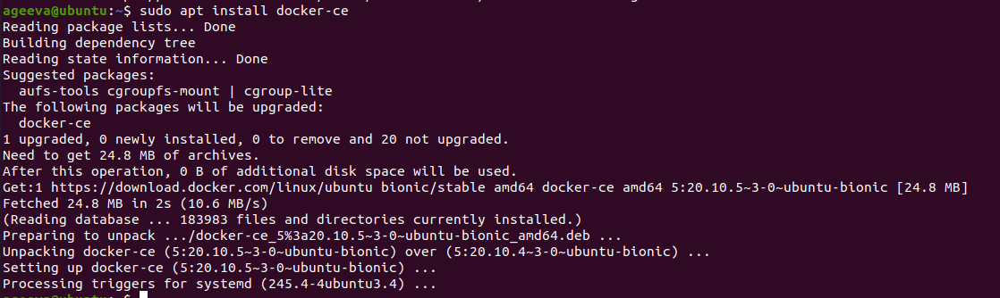 ageeva@ubuntu:~$ sudo apt install docker-ce
Reading package lists... Done
Building dependency tree
Reading state information... Done
Suggested packages:
  aufs-tools cgroupfs-mount | cgroup-lite
The following packages will be upgraded:
  docker-ce
1 upgraded, 0 newly installed, 0 to remove and 20 not upgraded.
Need to get 24.8 MB of archives.
After this operation, 0 B of additional disk space will be used.
Get:1 https://download.docker.com/linux/ubuntu bionic/stable amd64 docker-ce amd64 5:20.10.5~3-0~ubuntu-bionic [24.8 MB]
Fetched 24.8 MB in 2s (10.6 MB/s)
(Reading database ... 183983 files and directories currently installed.)
Preparing to unpack .../docker-ce_5%3a20.10.5~3-0~ubuntu-bionic_amd64.deb ...
Unpacking docker-ce (5:20.10.5~3-0~ubuntu-bionic) over (5:20.10.4~3-0~ubuntu-bionic) ...
Setting up docker-ce (5:20.10.5~3-0~ubuntu-bionic) ...
Processing triggers for systemd (245.4-4ubuntu3.4) ...
ageeva@ubuntu:~$